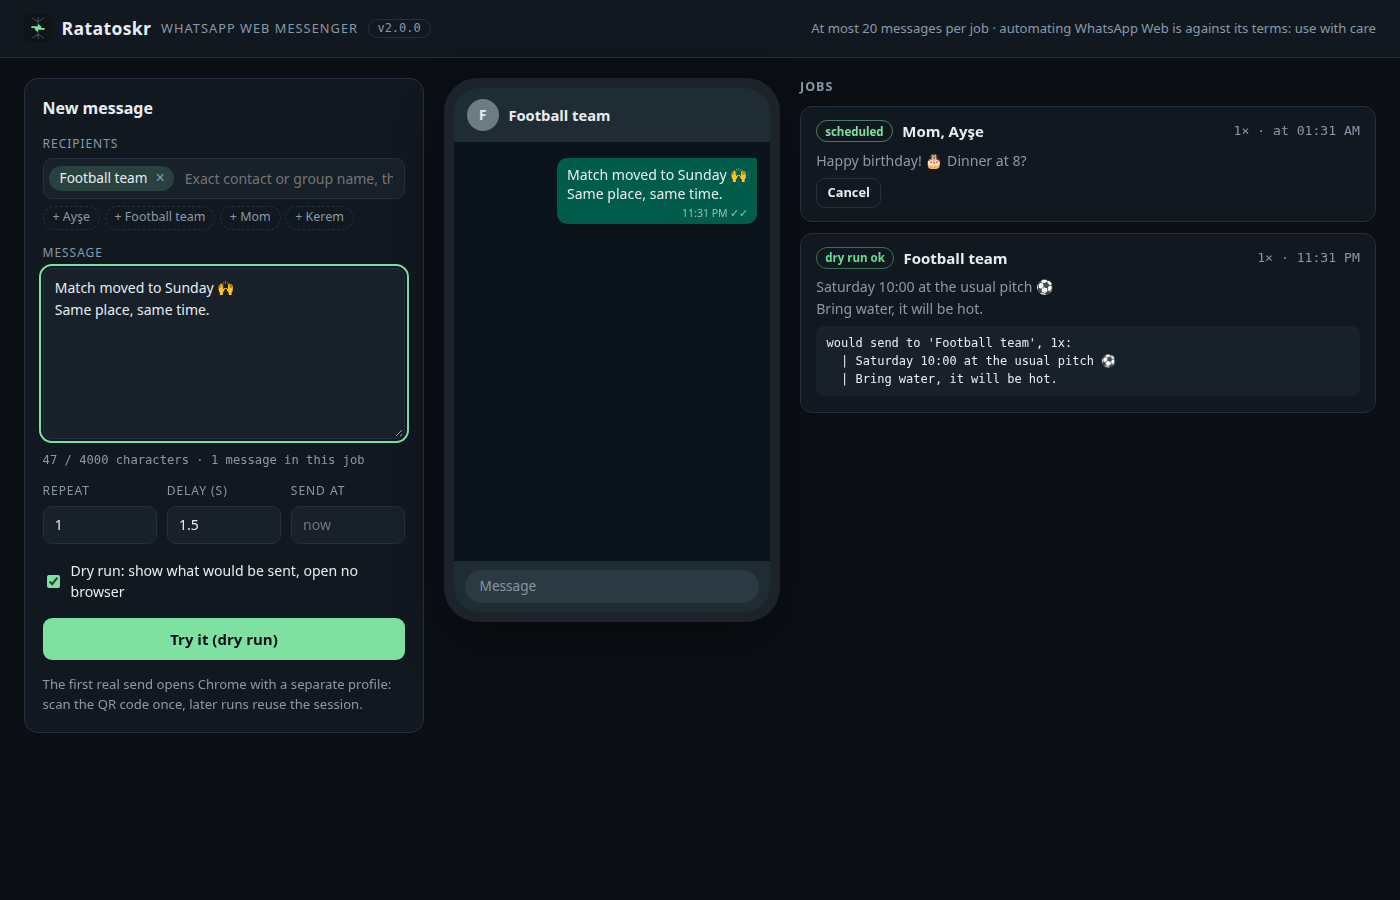 Ratatoskr WHATSAPP WEB MESSENGER v2.0.0
At most 20 messages per job · automating WhatsApp Web is against its terms: use with care
New message
RECIPIENTS
Football team ×
Exact contact or group name, th
+ Ayşe + Football team + Mom + Kerem
MESSAGE
Match moved to Sunday 🙌
Same place, same time.
47 / 4000 characters · 1 message in this job
REPEAT DELAY (S) SEND AT
1 1.5 now
Dry run: show what would be sent, open no
browser
Try it (dry run)
The first real send opens Chrome with a separate profile:
scan the QR code once, later runs reuse the session.
F Football team
Match moved to Sunday 🙌
Same place, same time.
11:31 PM ✓✓
Message
JOBS
scheduled Mom, Ayşe 1× · at 01:31 AM
Happy birthday! 🎂 Dinner at 8?
Cancel
dry run ok Football team 1× · 11:31 PM
Saturday 10:00 at the usual pitch ⚽
Bring water, it will be hot.
would send to 'Football team', 1x:
| Saturday 10:00 at the usual pitch ⚽
| Bring water, it will be hot.